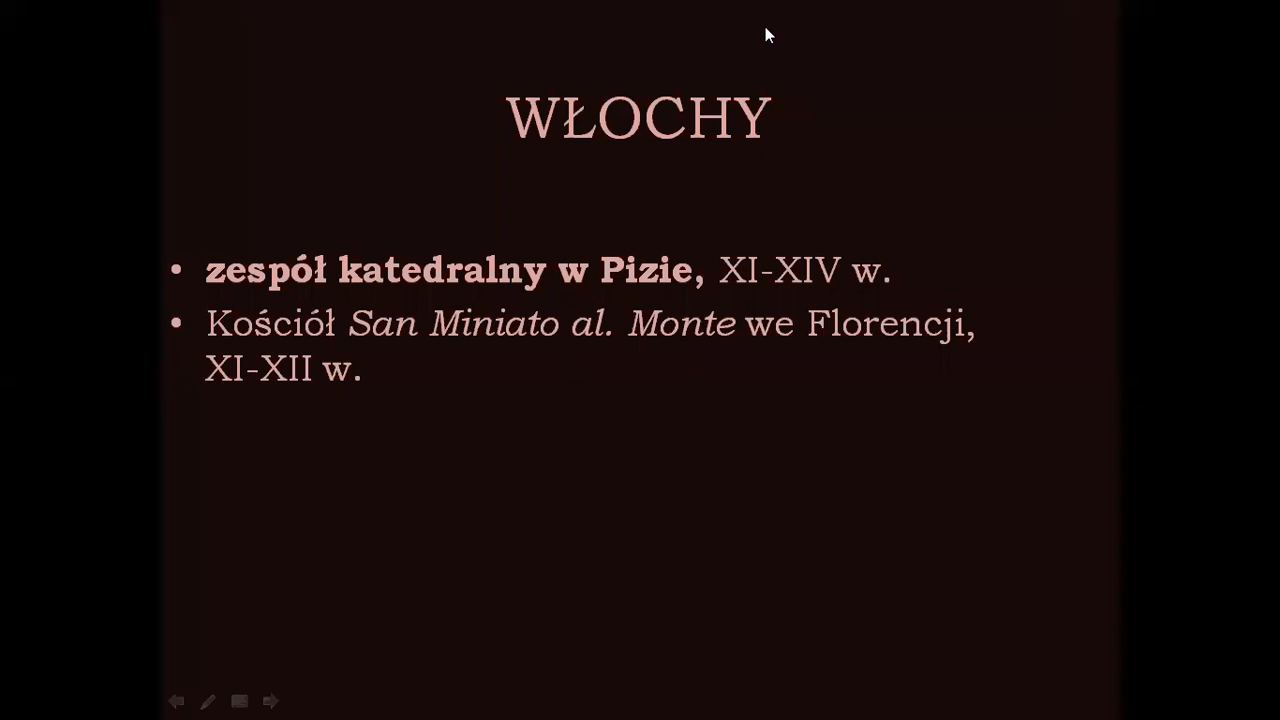 WŁOCHY
• zespół katedralny w Pizie, XI-XIV w.
• Kościół San Miniato al. Monte we Florencji,
XI-XII w.